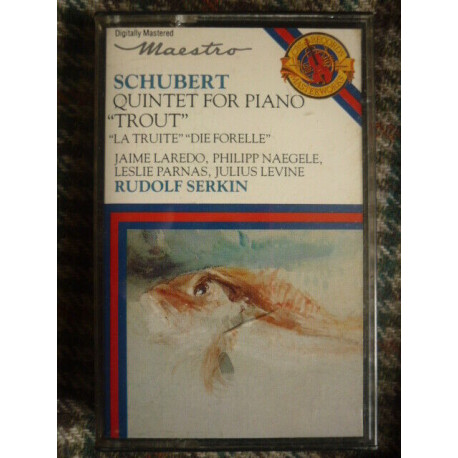 Digitally Mastered
Maestro
SCHUBERT
QUINTET FOR PIANO
“TROUT”
“LA TRUITE” “DIE FORELLE”
JAIME LAREDO, PHILIPP NAEGELE,
LESLIE PARNAS, JULIUS LEVINE
RUDOLF SERKIN
MASTERWORKS